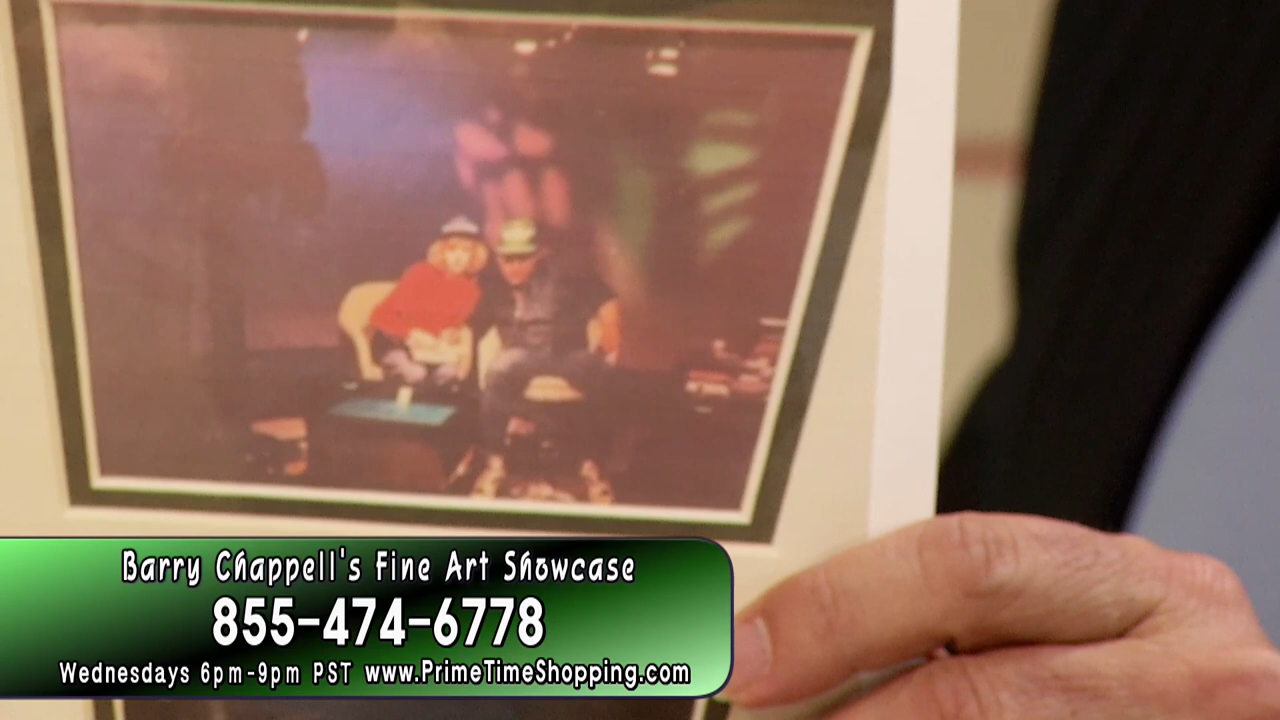 Barry Chappell's Fine Art Showcase
855-474-6778
Wednesdays 6pm-9pm PST www.PrimeTimeShopping.com